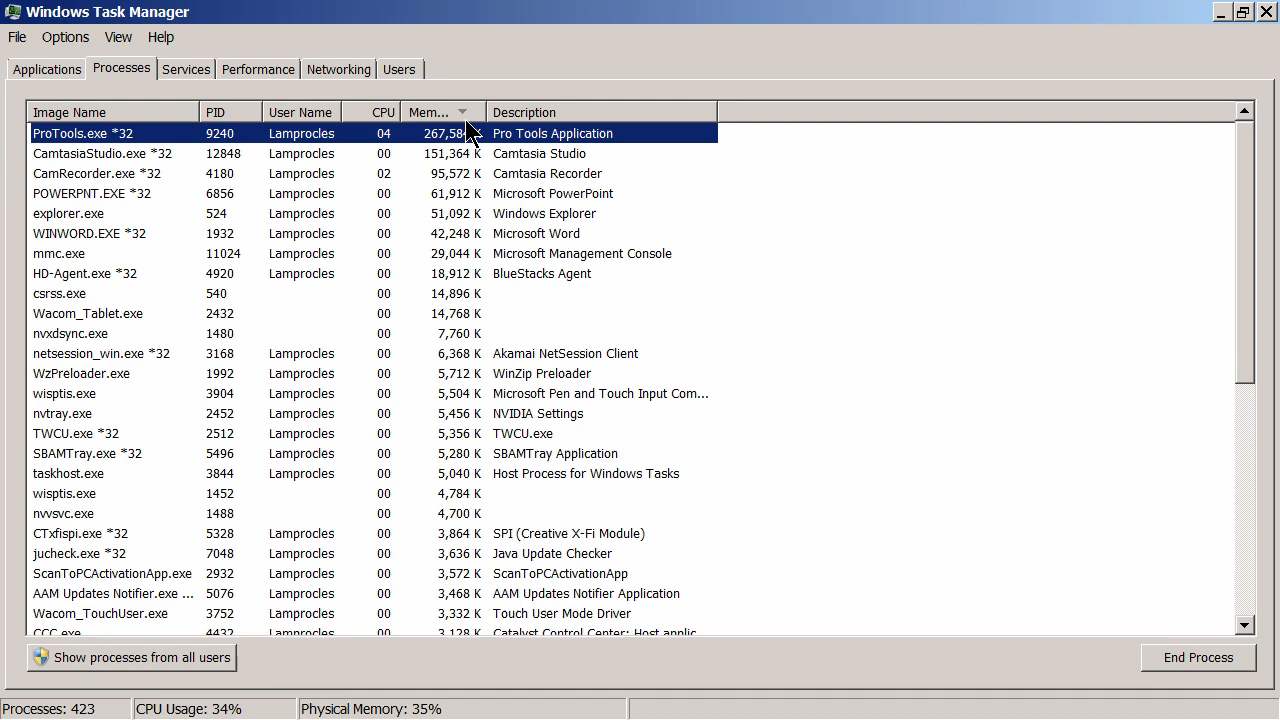 Windows Task Manager
File Options View Help
Applications Processes Services Performance Networking Users
Image Name PID User Name CPU Mem... Description
ProTools.exe *32 9240 Lamprocles 04 267,584 K Pro Tools Application
CamtasiaStudio.exe *32 12848 Lamprocles 00 151,364 K Camtasia Studio
CamRecorder.exe *32 4180 Lamprocles 02 95,572 K Camtasia Recorder
POWERPNT.EXE *32 6856 Lamprocles 00 61,912 K Microsoft PowerPoint
explorer.exe 524 Lamprocles 00 51,092 K Windows Explorer
WINWORD.EXE *32 1932 Lamprocles 00 42,248 K Microsoft Word
mmc.exe 11024 Lamprocles 00 29,044 K Microsoft Management Console
HD-Agent.exe *32 4920 Lamprocles 00 18,912 K BlueStacks Agent
csrss.exe 540 00 14,896 K
Wacom_Tablet.exe 2432 00 14,768 K
nvxdsync.exe 1480 00 7,760 K
netsession_win.exe *32 3168 Lamprocles 00 6,368 K Akamai NetSession Client
WzPreloader.exe 1992 Lamprocles 00 5,712 K WinZip Preloader
wisptis.exe 3904 Lamprocles 00 5,504 K Microsoft Pen and Touch Input Com...
nvtray.exe 2452 Lamprocles 00 5,456 K NVIDIA Settings
TWCU.exe *32 2512 Lamprocles 00 5,356 K TWCU.exe
SBAMTray.exe *32 5496 Lamprocles 00 5,280 K SBAMTray Application
taskhost.exe 3844 Lamprocles 00 5,040 K Host Process for Windows Tasks
wisptis.exe 1452 00 4,784 K
nvvsvc.exe 1488 00 4,700 K
CTxfispi.exe *32 5328 Lamprocles 00 3,864 K SPI (Creative X-Fi Module)
jucheck.exe *32 7048 Lamprocles 00 3,636 K Java Update Checker
ScanToPCActivationApp.exe 2932 Lamprocles 00 3,572 K ScanToPCActivationApp
AAM Updates Notifier.exe ... 5076 Lamprocles 00 3,468 K AAM Updates Notifier Application
Wacom_TouchUser.exe 3752 Lamprocles 00 3,332 K Touch User Mode Driver
CCC.exe 4432 Lamprocles 00 3,128 K Catalyst Control Center: Host applic...
Show processes from all users End Process
Processes: 423 CPU Usage: 34% Physical Memory: 35%